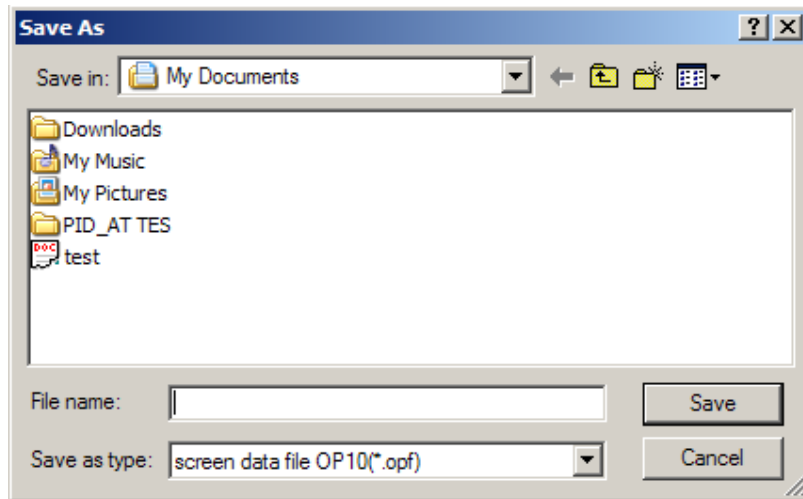 Save As
Save in: My Documents
Downloads
My Music
My Pictures
PID_AT TES
DOC
test
File name: Save
Save as type: screen data file OP10(*.opf) Cancel